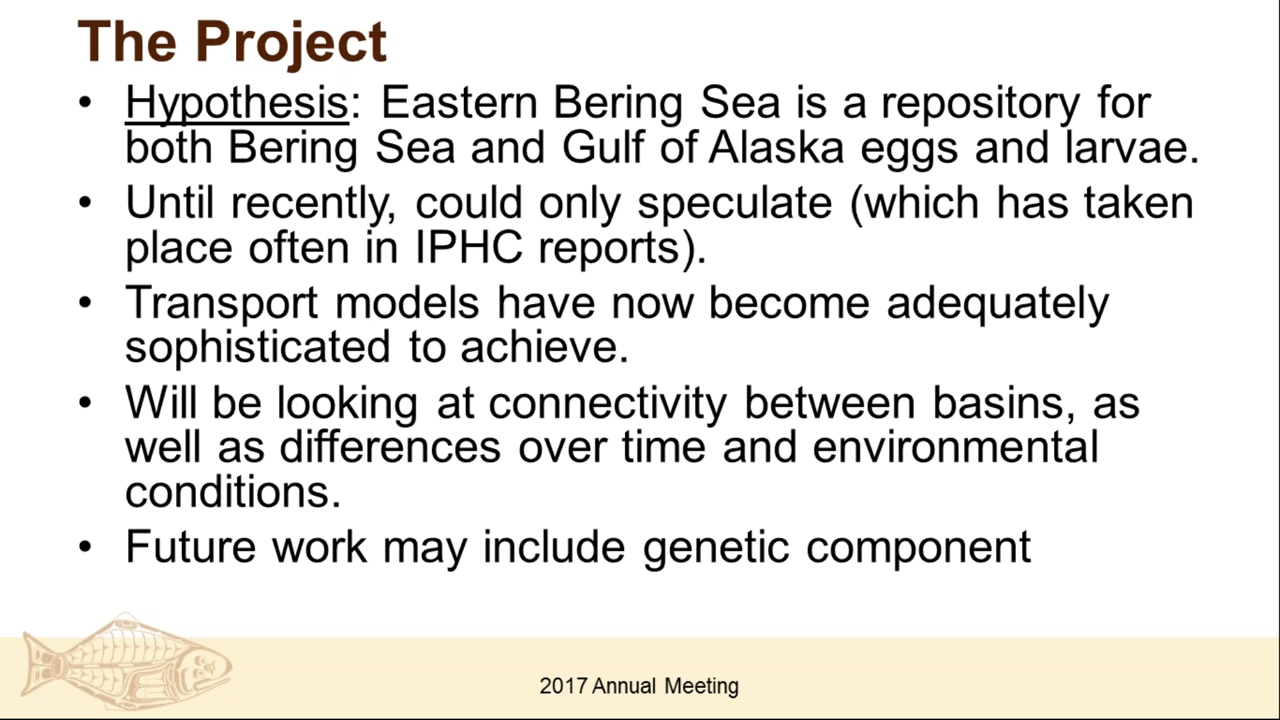 The Project
• Hypothesis: Eastern Bering Sea is a repository for
both Bering Sea and Gulf of Alaska eggs and larvae.
• Until recently, could only speculate (which has taken
place often in IPHC reports).
• Transport models have now become adequately
sophisticated to achieve.
• Will be looking at connectivity between basins, as
well as differences over time and environmental
conditions.
• Future work may include genetic component
2017 Annual Meeting